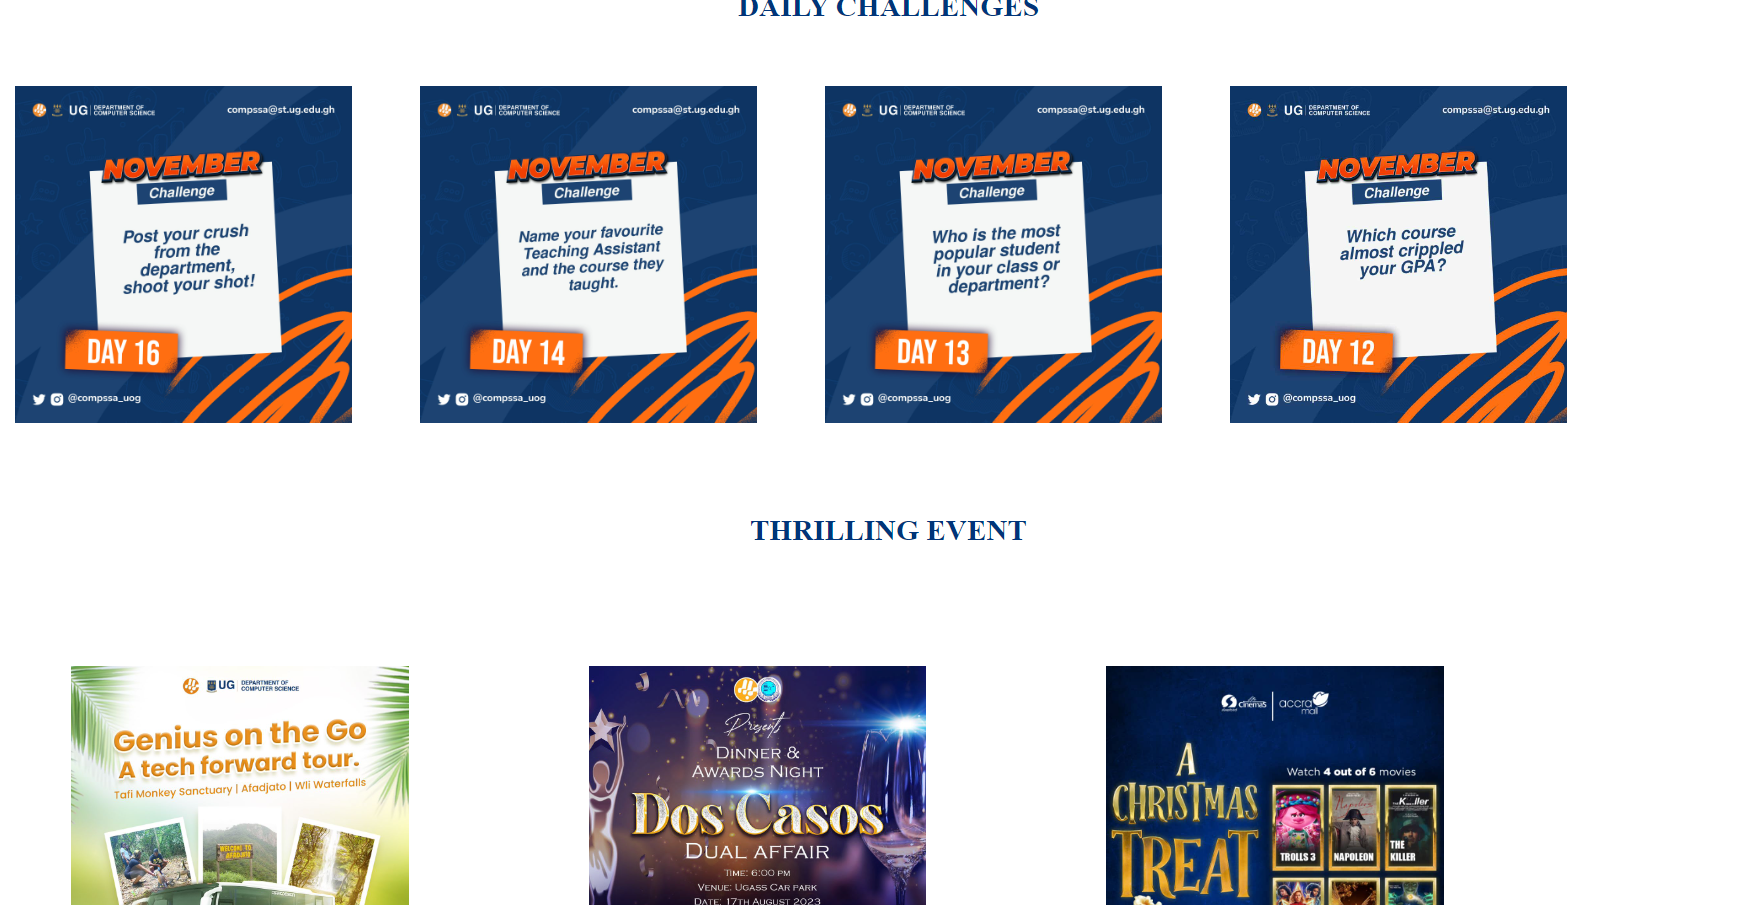 DAILY CHALLENGES
UG
DEPARTMENT OF
COMPUTER SCIENCE
compssa@st.ug.edu.gh
NOVEMBER
Challenge
Post your crush
from the
department,
shoot your shot!
DAY 16
@compssa_uog
UG
DEPARTMENT OF
COMPUTER SCIENCE
compssa@st.ug.edu.gh
NOVEMBER
Challenge
Name your favourite
Teaching Assistant
and the course they
taught.
DAY 14
@compssa_uog
UG
DEPARTMENT OF
COMPUTER SCIENCE
compssa@st.ug.edu.gh
NOVEMBER
Challenge
Who is the most
popular student
in your class or
department?
DAY 13
@compssa_uog
UG
DEPARTMENT OF
COMPUTER SCIENCE
compssa@st.ug.edu.gh
NOVEMBER
Challenge
Which course
almost crippled
your GPA?
DAY 12
@compssa_uog
THRILLING EVENT
UG
DEPARTMENT OF
COMPUTER SCIENCE
Genius on the Go
A tech forward tour.
Tafi Monkey Sanctuary | Afadjato | Wli Waterfalls
WELCOME TO
AFADJATO
Presents
DINNER &
AWARDS NIGHT
Dos Casos
DUAL AFFAIR
TIME: 6:00 PM
VENUE: UGASS CAR PARK
DATE: 17TH AUGUST 2023
cinemas
accra
mall
A
CHRISTMAS
TREAT
Watch 4 out of 6 movies
TROLLS 3
NAPOLEON
THE
KILLER